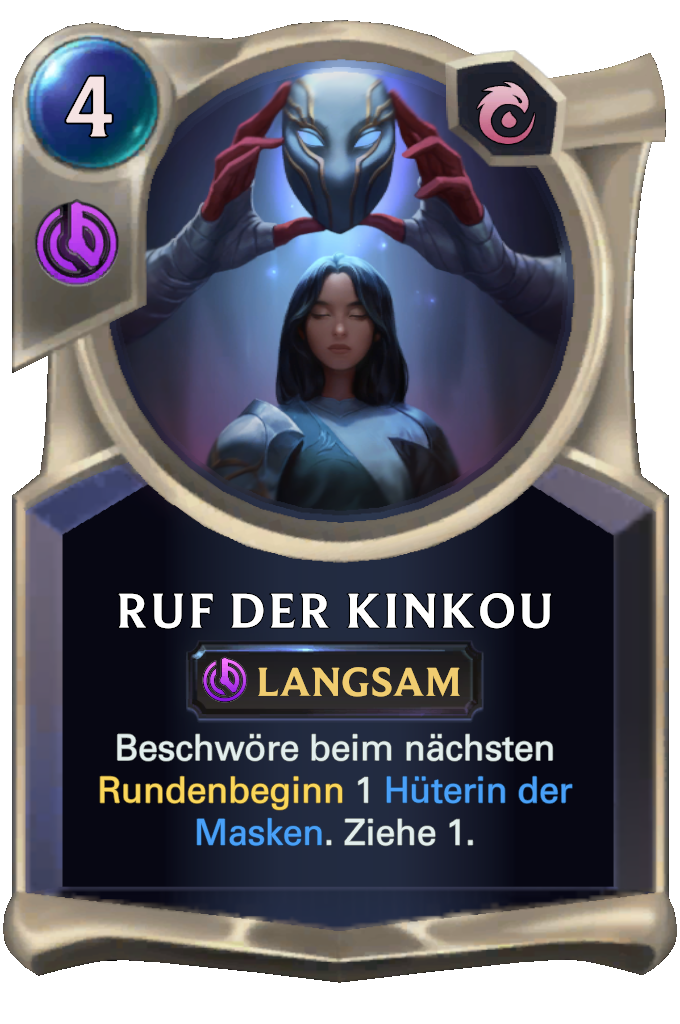 4
RUF DER KINKOU
LANGSAM
Beschwöre beim nächsten
Rundenbeginn 1 Hüterin der
Masken. Ziehe 1.